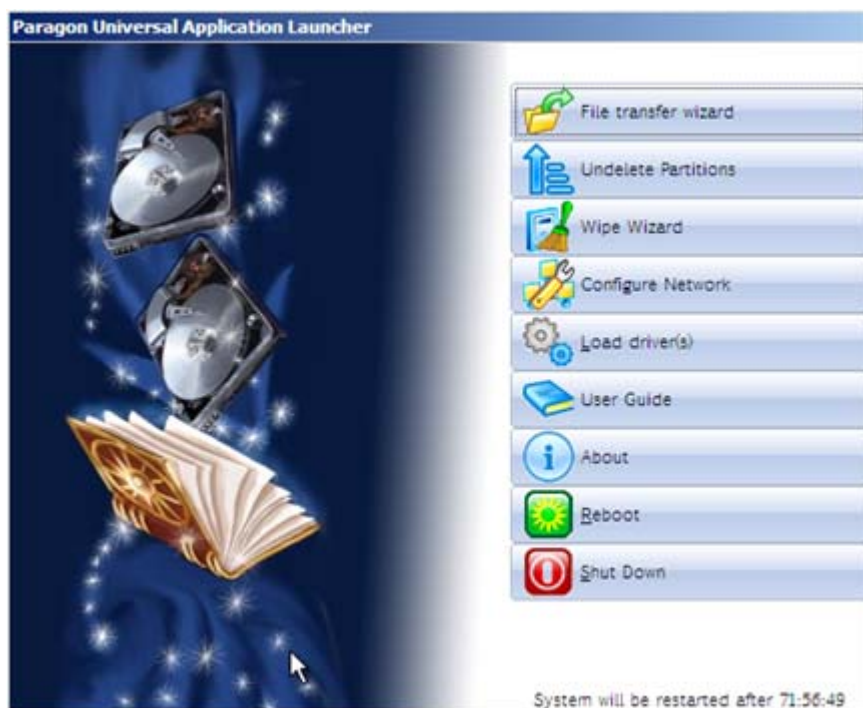 Paragon Universal Application Launcher
File transfer wizard
Undelete Partitions
Wipe Wizard
Configure Network
Load driver(s)
User Guide
About
Reboot
Shut Down
System will be restarted after 71:56:49